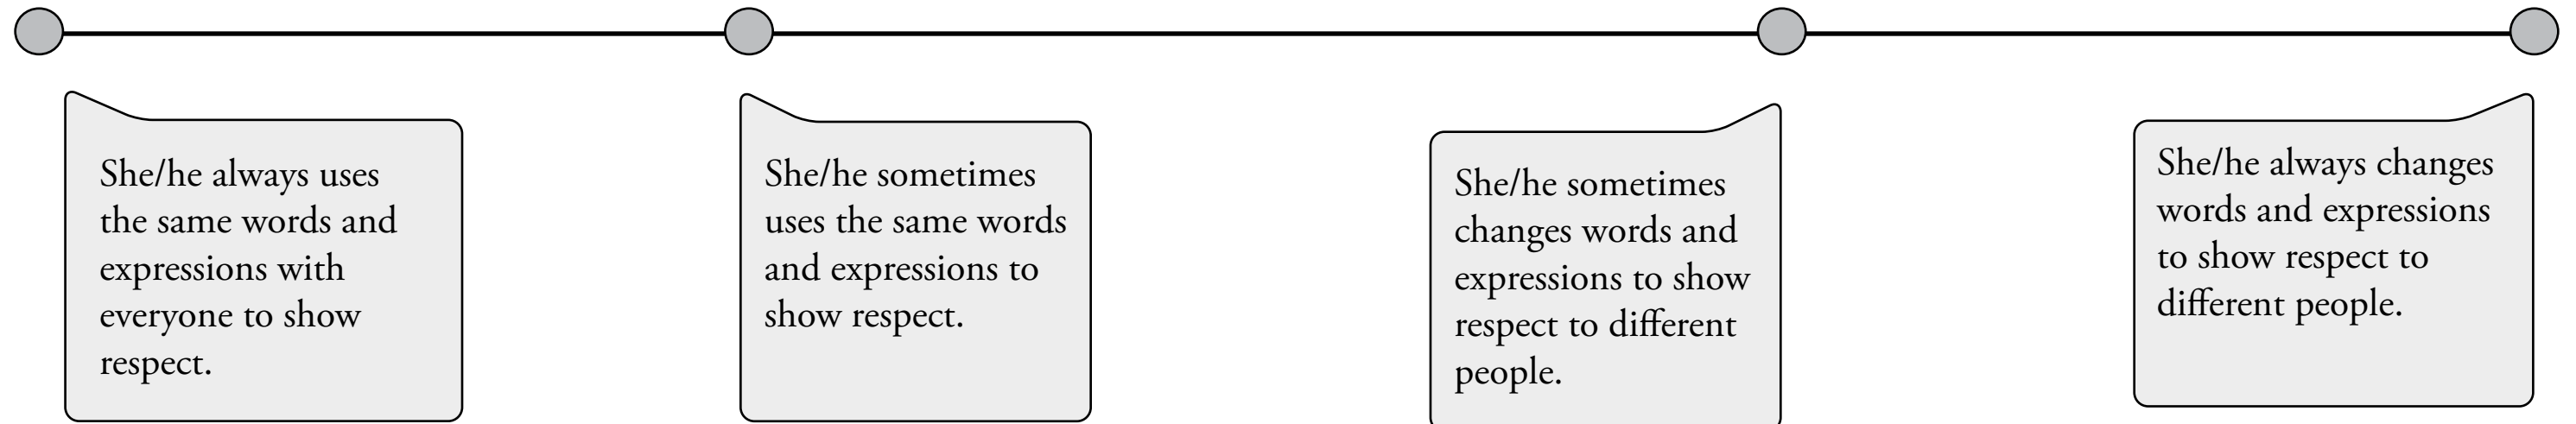 She/he always uses
the same words and
expressions with
everyone to show
respect.
She/he sometimes
uses the same words
and expressions to
show respect.
She/he sometimes
changes words and
expressions to show
respect to different
people.
She/he always changes
words and expressions
to show respect to
different people.